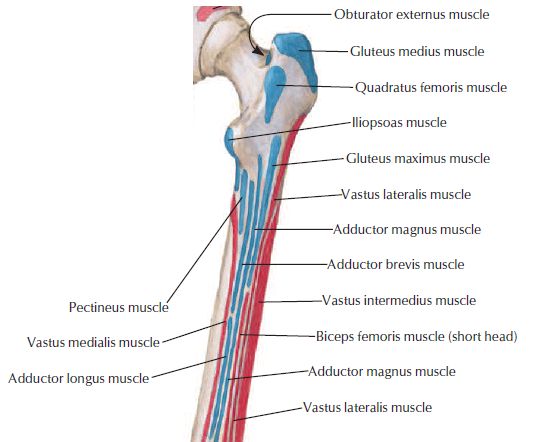 Obturator externus muscle
Gluteus medius muscle
Quadratus femoris muscle
Iliopsoas muscle
Gluteus maximus muscle
Vastus lateralis muscle
Adductor magnus muscle
Adductor brevis muscle
Vastus intermedius muscle
Pectineus muscle
Biceps femoris muscle (short head)
Vastus medialis muscle
Adductor magnus muscle
Adductor longus muscle
Vastus lateralis muscle